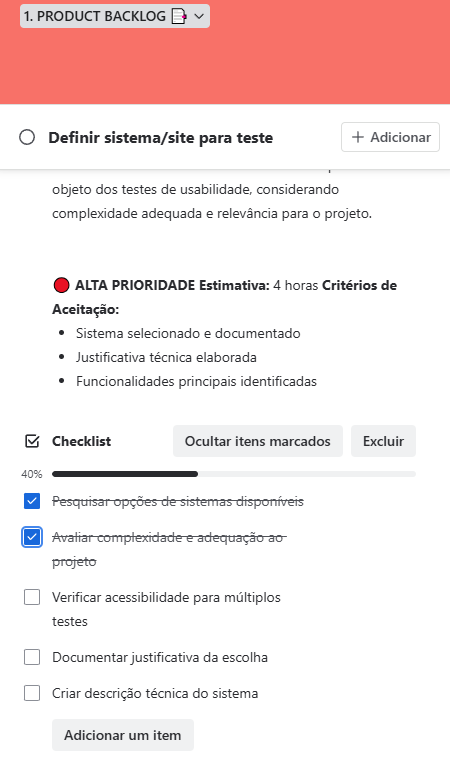 1. PRODUCT BACKLOG
Definir sistema/site para teste
Adicionar
objeto dos testes de usabilidade, considerando
complexidade adequada e relevância para o projeto.
ALTA PRIORIDADE Estimativa: 4 horas Critérios de
Aceitação:
Sistema selecionado e documentado
Justificativa técnica elaborada
Funcionalidades principais identificadas
Checklist
Ocultar itens marcados
Excluir
40%
Pesquisar opções de sistemas disponíveis
Avaliar complexidade e adequação ao
projeto
Verificar acessibilidade para múltiplos
testes
Documentar justificativa da escolha
Criar descrição técnica do sistema
Adicionar um item